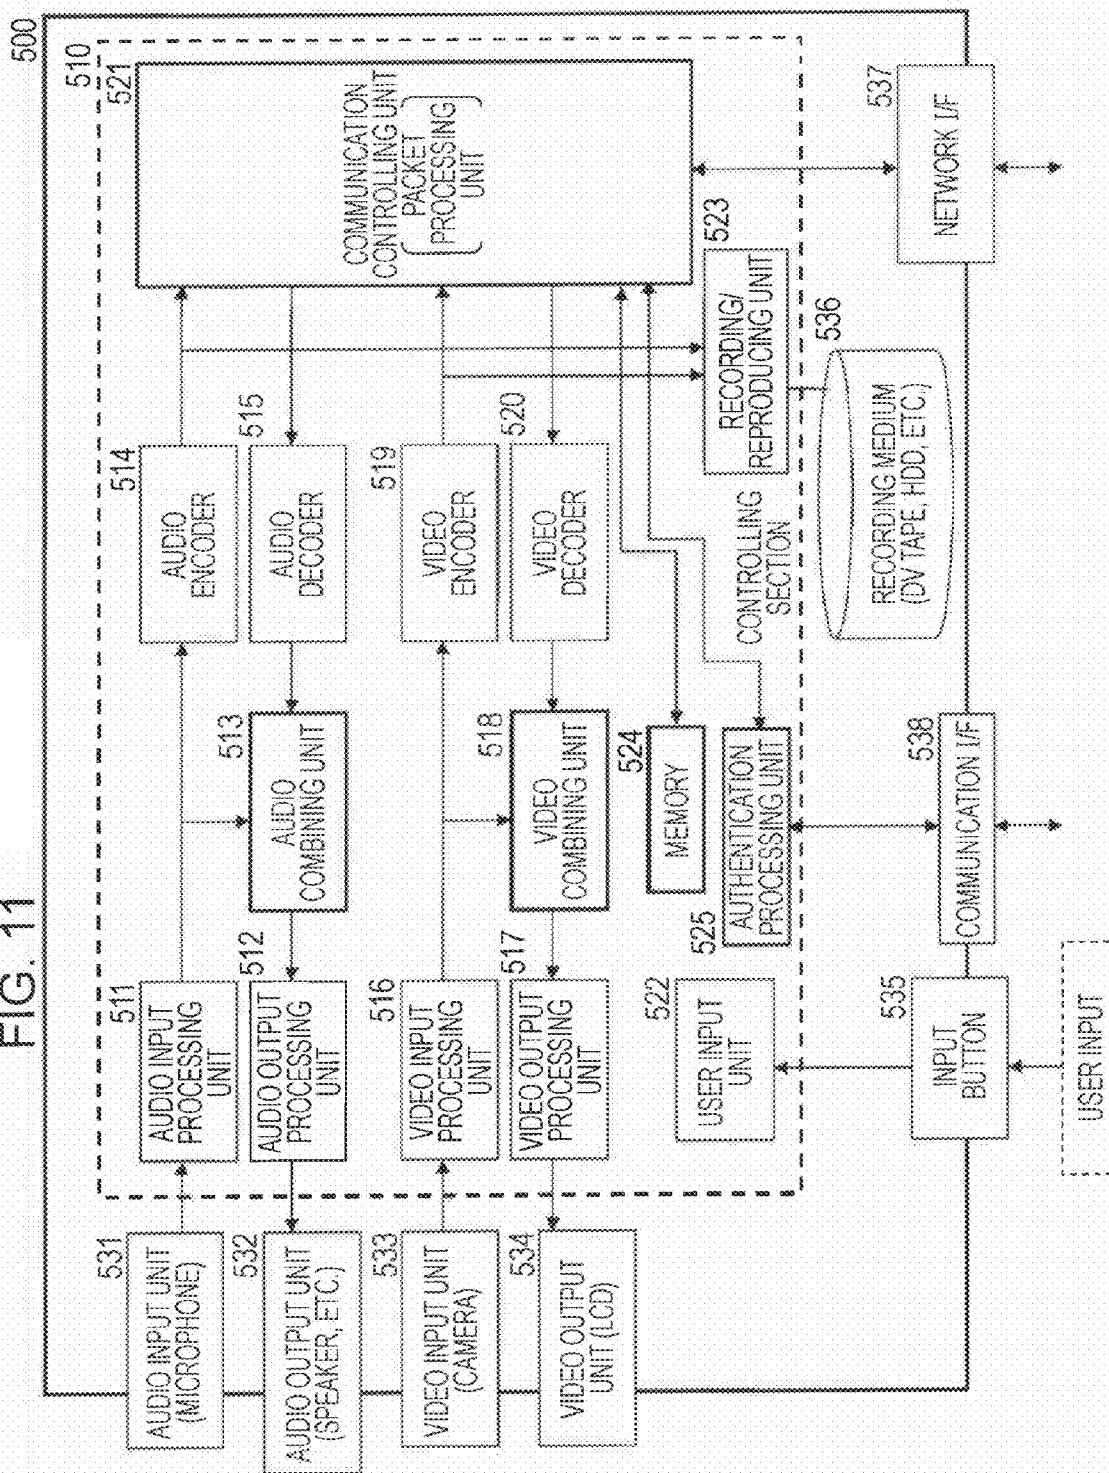 FIG. 11
500
510
521
COMMUNICATION
CONTROLLING UNIT
PACKET
PROCESSING
UNIT
531
AUDIO INPUT UNIT
(MICROPHONE)
511
AUDIO INPUT
PROCESSING
UNIT
514
AUDIO
ENCODER
532
AUDIO OUTPUT UNIT
(SPEAKER, ETC.)
512
AUDIO OUTPUT
PROCESSING
UNIT
513
AUDIO
COMBINING UNIT
515
AUDIO
DECODER
533
VIDEO INPUT UNIT
(CAMERA)
516
VIDEO INPUT
PROCESSING
UNIT
519
VIDEO
ENCODER
534
VIDEO OUTPUT
UNIT (LCD)
517
VIDEO OUTPUT
PROCESSING
UNIT
518
VIDEO
COMBINING UNIT
520
VIDEO
DECODER
522
USER INPUT
UNIT
524
MEMORY
525
AUTHENTICATION
PROCESSING UNIT
CONTROLLING
SECTION
523
RECORDING/
REPRODUCING UNIT
536
RECORDING MEDIUM
(DV TAPE, HDD, ETC.)
535
INPUT
BUTTON
538
COMMUNICATION I/F
537
NETWORK I/F
USER INPUT